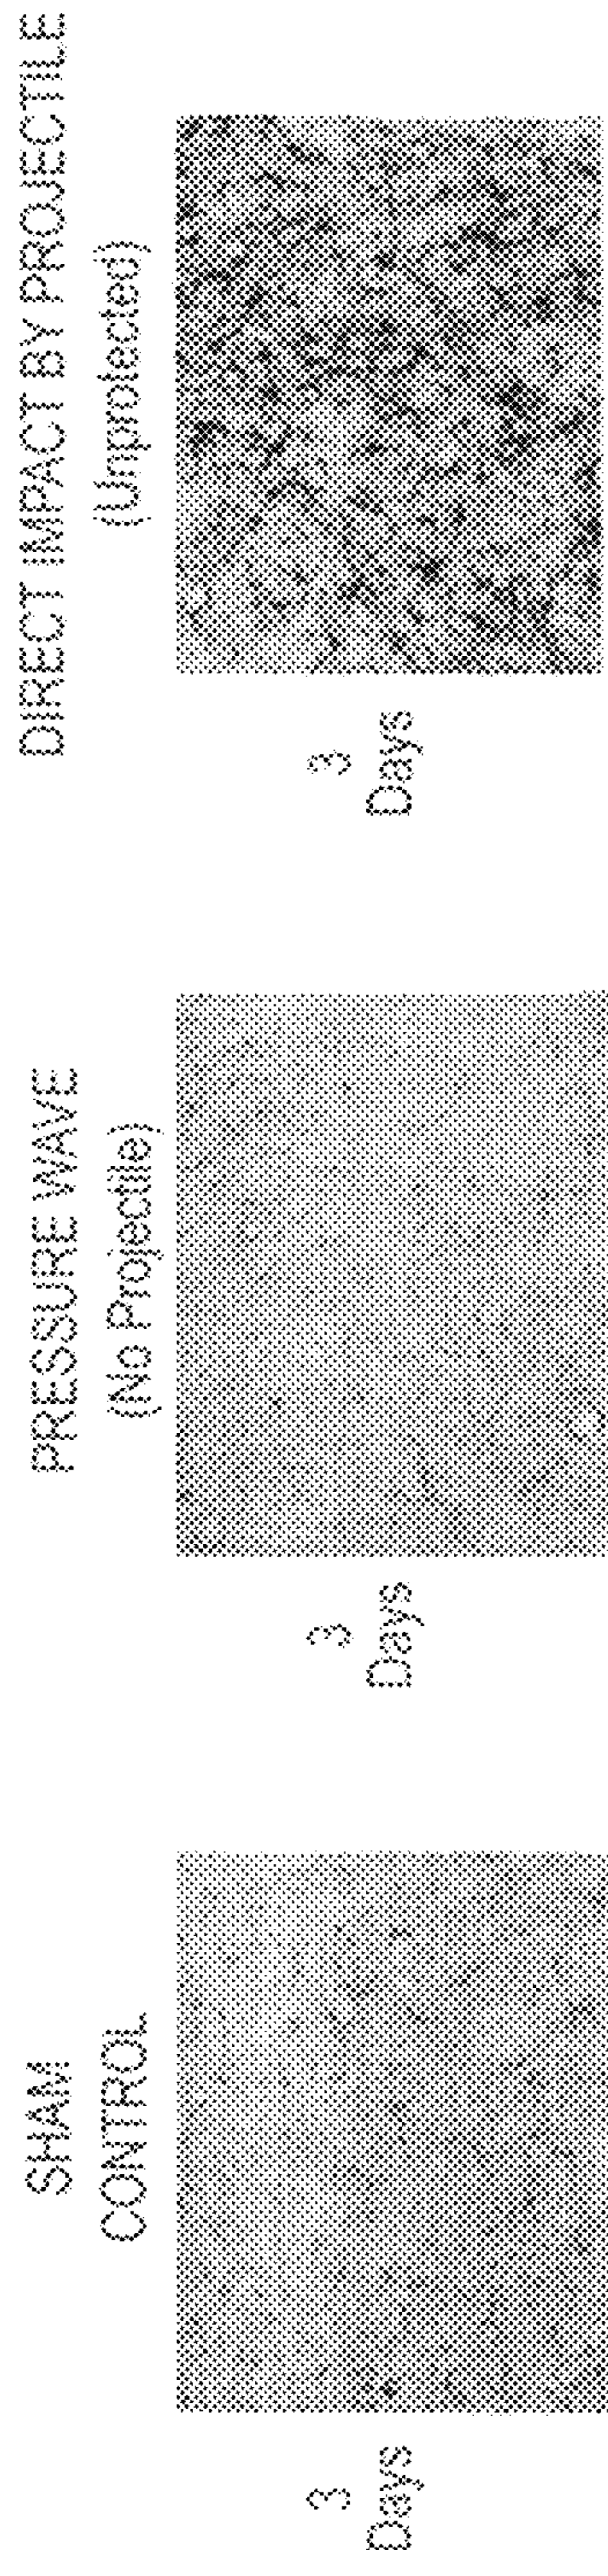 SHAM
CONTROL
3
Days
PRESSURE WAVE
(No Projectile)
3
Days
DIRECT IMPACT BY PROJECTILE
(Unprotected)
3
Days